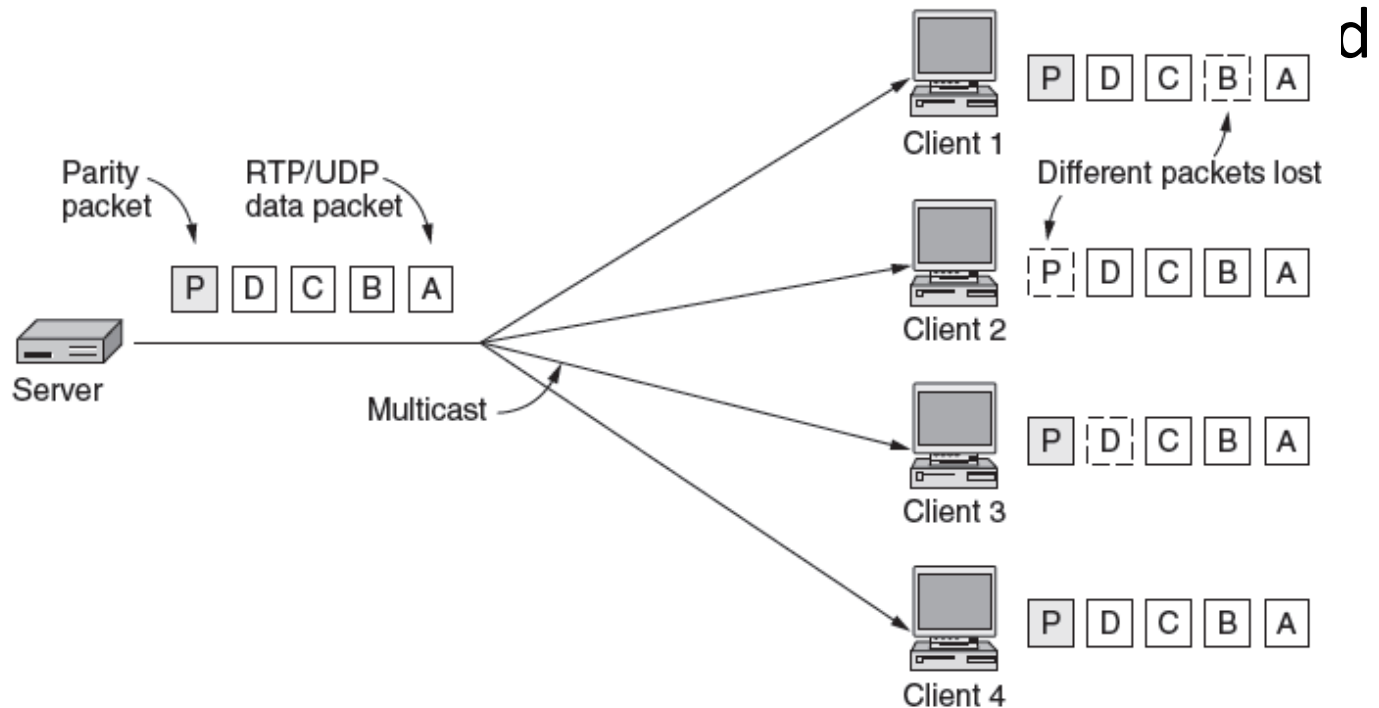 d
P D C B A
Client 1
Different packets lost
Parity
packet
RTP/UDP
data packet
P D C B A
Server
Multicast
P D C B A
Client 2
P D C B A
Client 3
P D C B A
Client 4